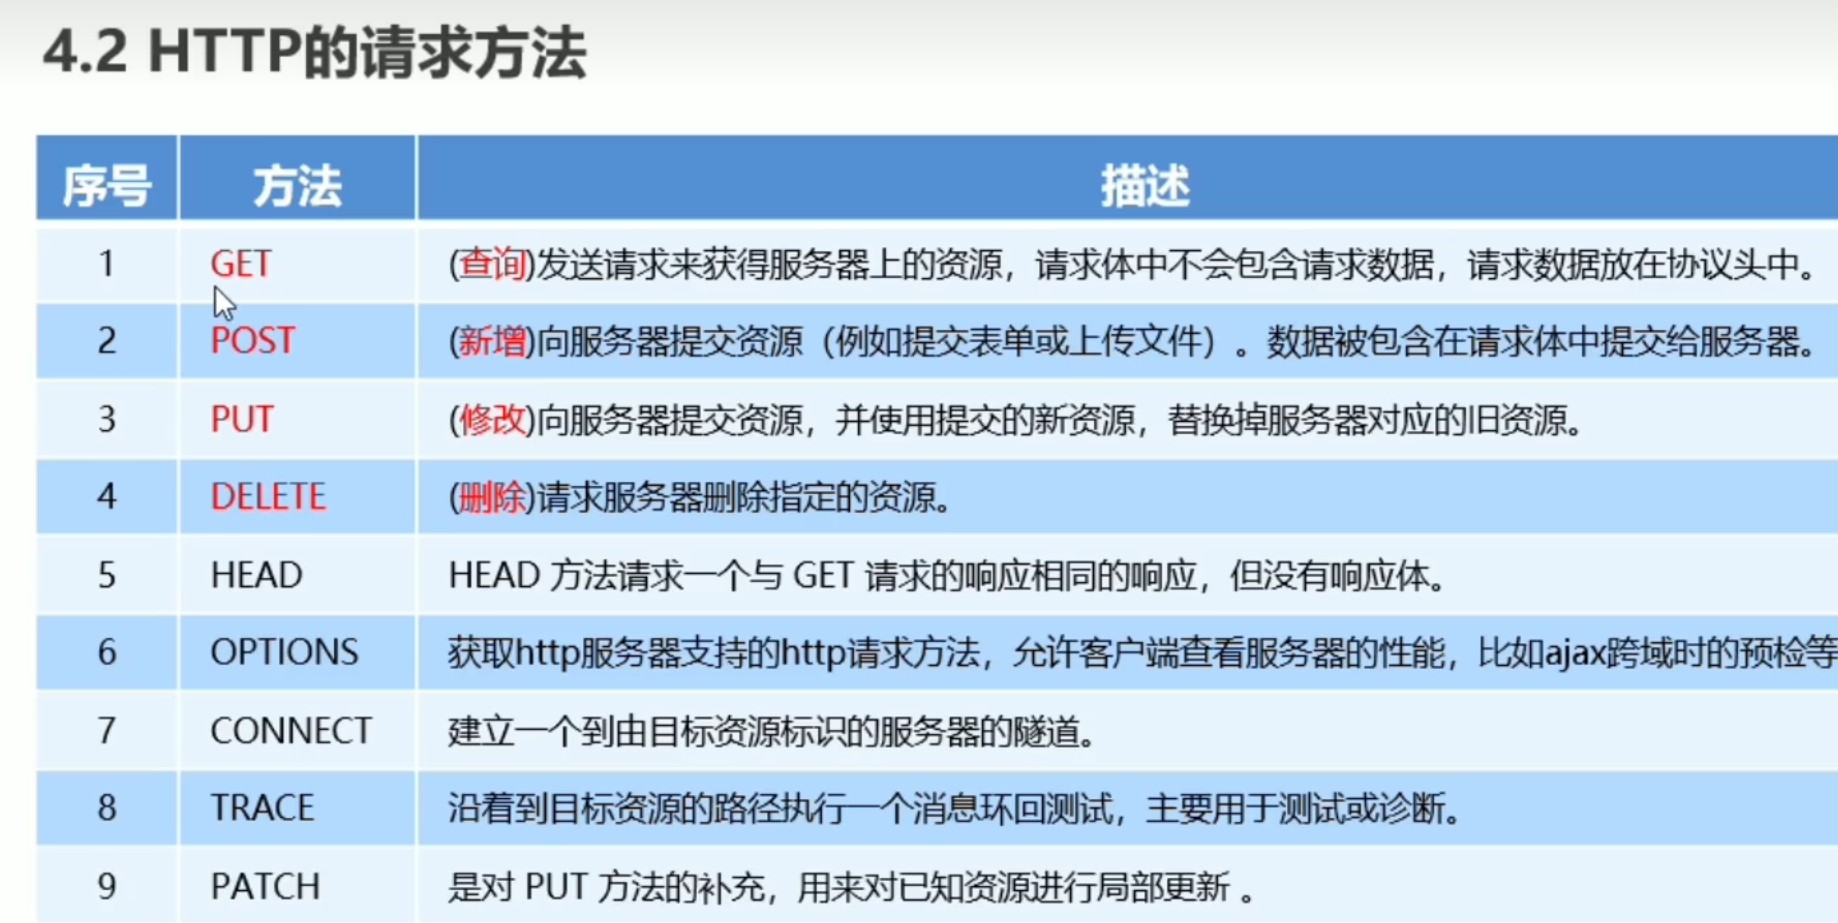 4.2 HTTP的请求方法
序号 方法 描述
1 GET (查询)发送请求来获得服务器上的资源，请求体中不会包含请求数据，请求数据放在协议头中。
2 POST (新增)向服务器提交资源（例如提交表单或上传文件）。数据被包含在请求体中提交给服务器。
3 PUT (修改)向服务器提交资源，并使用提交的新资源，替换掉服务器对应的旧资源。
4 DELETE (删除)请求服务器删除指定的资源。
5 HEAD HEAD 方法请求一个与 GET 请求的响应相同的响应，但没有响应体。
6 OPTIONS 获取http服务器支持的http请求方法，允许客户端查看服务器的性能，比如ajax跨域时的预检等
7 CONNECT 建立一个到由目标资源标识的服务器的隧道。
8 TRACE 沿着到目标资源的路径执行一个消息环回测试，主要用于测试或诊断。
9 PATCH 是对 PUT 方法的补充，用来对已知资源进行局部更新 。